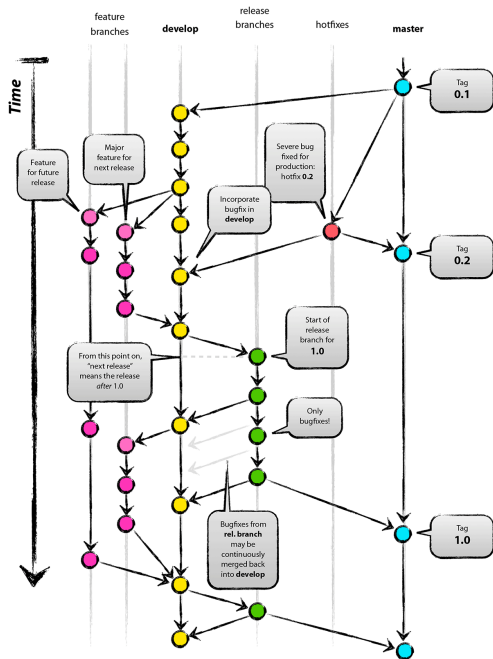 feature
branches
develop
release
branches
hotfixes
master
Time
Tag
0.1
Feature
for future
release
Major
feature for
next release
Severe bug
fixed for
production:
hotfix 0.2
Incorporate
bugfix in
develop
Tag
0.2
Start of
release
branch for
1.0
From this point on,
“next release”
means the release
after 1.0
Only
bugfixes!
Bugfixes from
rel. branch
may be
continuously
merged back
into develop
Tag
1.0